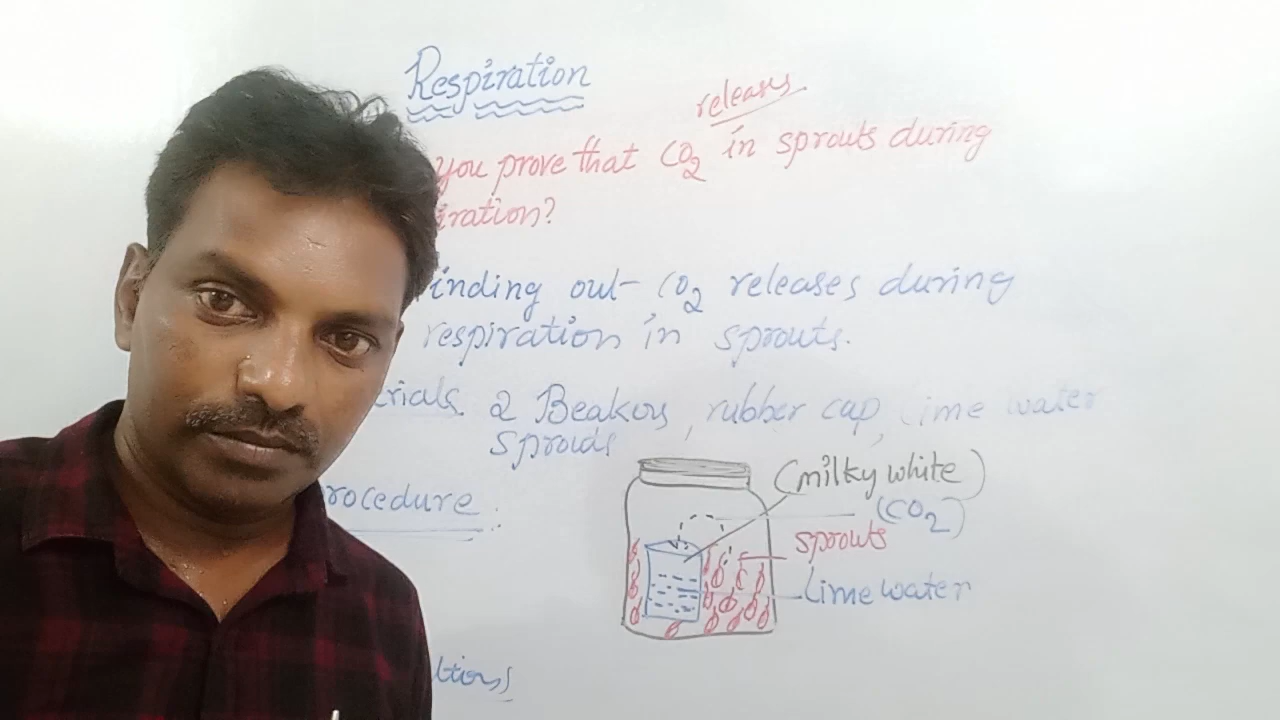 Respiration
releases.
you prove that CO2 in sprouts during
iration?
inding out CO2 releases during
respiration in sprouts.
rials 2 Beakers, rubber cap, lime water
sprouts
rocedure :
(milky white)
(CO2)
sprouts
Lime water